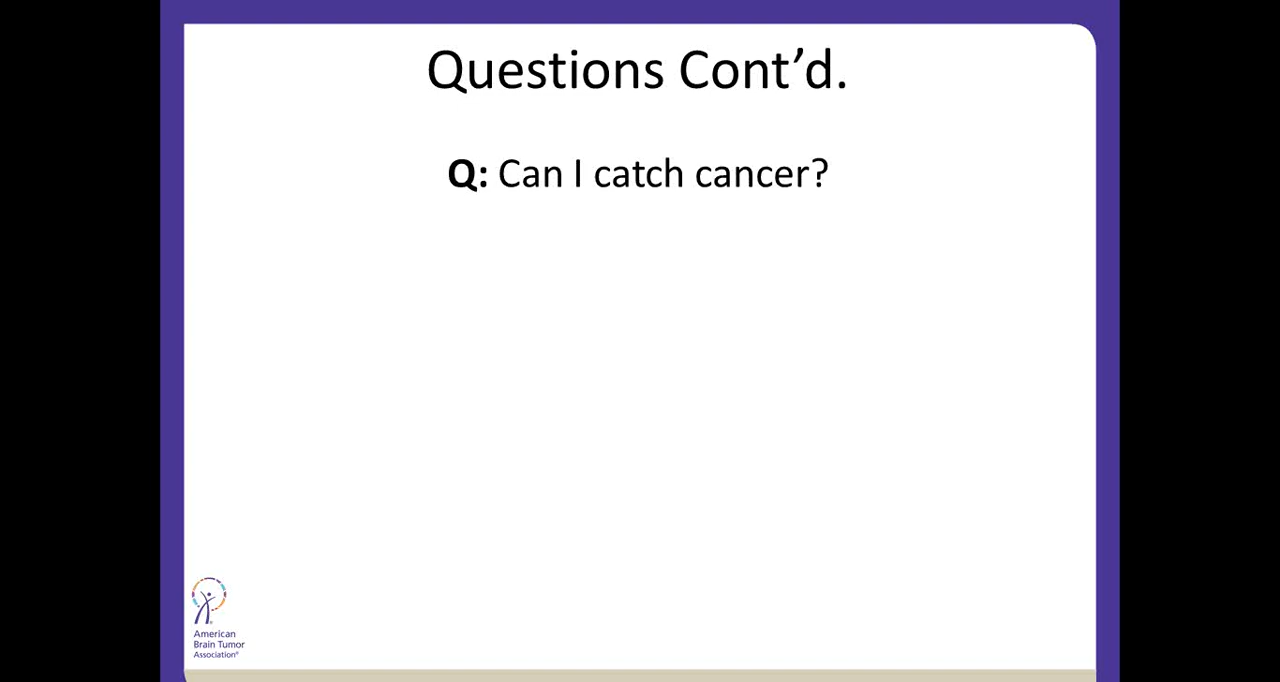 Questions Cont’d.
Q: Can I catch cancer?
American
Brain Tumor
Association®